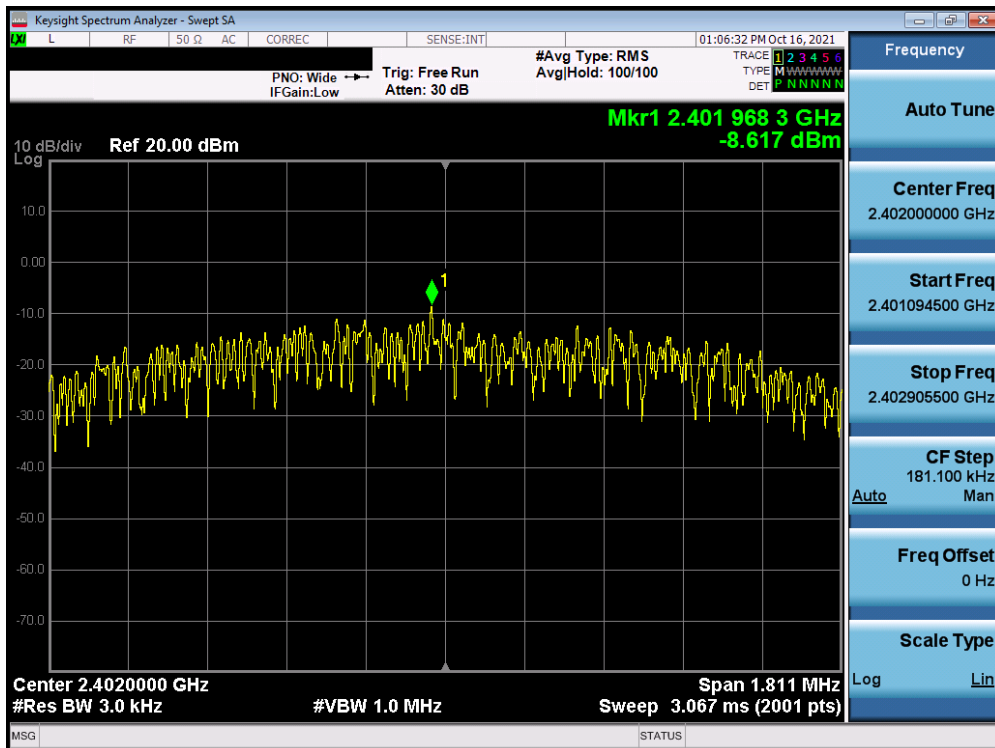 Keysight Spectrum Analyzer - Swept SA
LXI L RF 50 Ω AC CORREC SENSE:INT 01:06:32 PM Oct 16, 2021
PNO: Wide Trig: Free Run #Avg Type: RMS TRACE 1 2 3 4 5 6
IFGain:Low Atten: 30 dB Avg|Hold: 100/100 TYPE M W W W W W
DET P N N N N N
Mkr1 2.401 968 3 GHz
-8.617 dBm
10 dB/div Ref 20.00 dBm
Log
10.0
0.00
1
-10.0
-20.0
-30.0
-40.0
-50.0
-60.0
-70.0
Center 2.4020000 GHz Span 1.811 MHz
#Res BW 3.0 kHz #VBW 1.0 MHz Sweep 3.067 ms (2001 pts)
MSG STATUS
Frequency
Auto Tune
Center Freq
2.402000000 GHz
Start Freq
2.401094500 GHz
Stop Freq
2.402905500 GHz
CF Step
181.100 kHz
Auto Man
Freq Offset
0 Hz
Scale Type
Log Lin